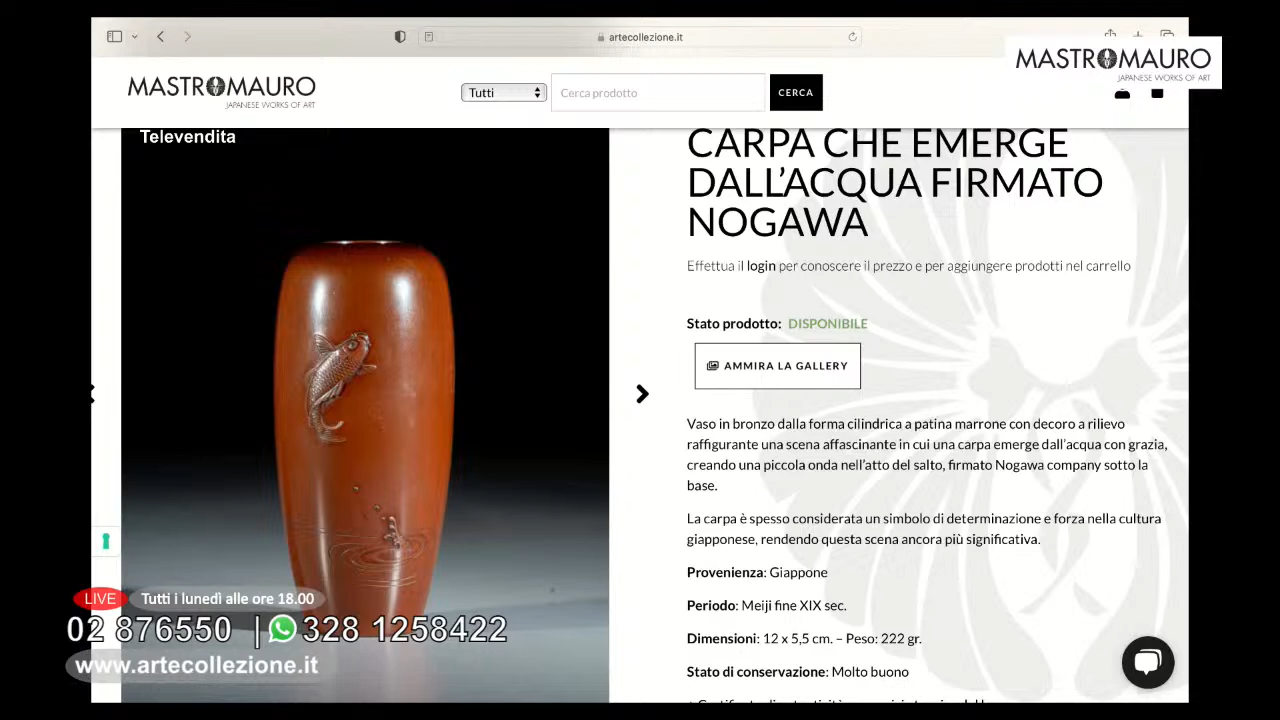 artecollezione.it
MASTROMAURO
JAPANESE WORKS OF ART
MASTROMAURO
JAPANESE WORKS OF ART
Tutti
Cerca prodotto
CERCA
Televendita
CARPA CHE EMERGE
DALL'ACQUA FIRMATO
NOGAWA
Effettua il login per conoscere il prezzo e per aggiungere prodotti nel carrello
Stato prodotto: DISPONIBILE
AMMIRA LA GALLERY
Vaso in bronzo dalla forma cilindrica a patina marrone con decoro a rilievo
raffigurante una scena affascinante in cui una carpa emerge dall'acqua con grazia,
creando una piccola onda nell'atto del salto, firmato Nogawa company sotto la
base.
La carpa è spesso considerata un simbolo di determinazione e forza nella cultura
giapponese, rendendo questa scena ancora più significativa.
Provenienza: Giappone
Periodo: Meiji fine XIX sec.
Dimensioni: 12 x 5,5 cm. – Peso: 222 gr.
Stato di conservazione: Molto buono
LIVE Tutti i lunedì alle ore 18.00
02 876550 | 328 1258422
www.artecollezione.it